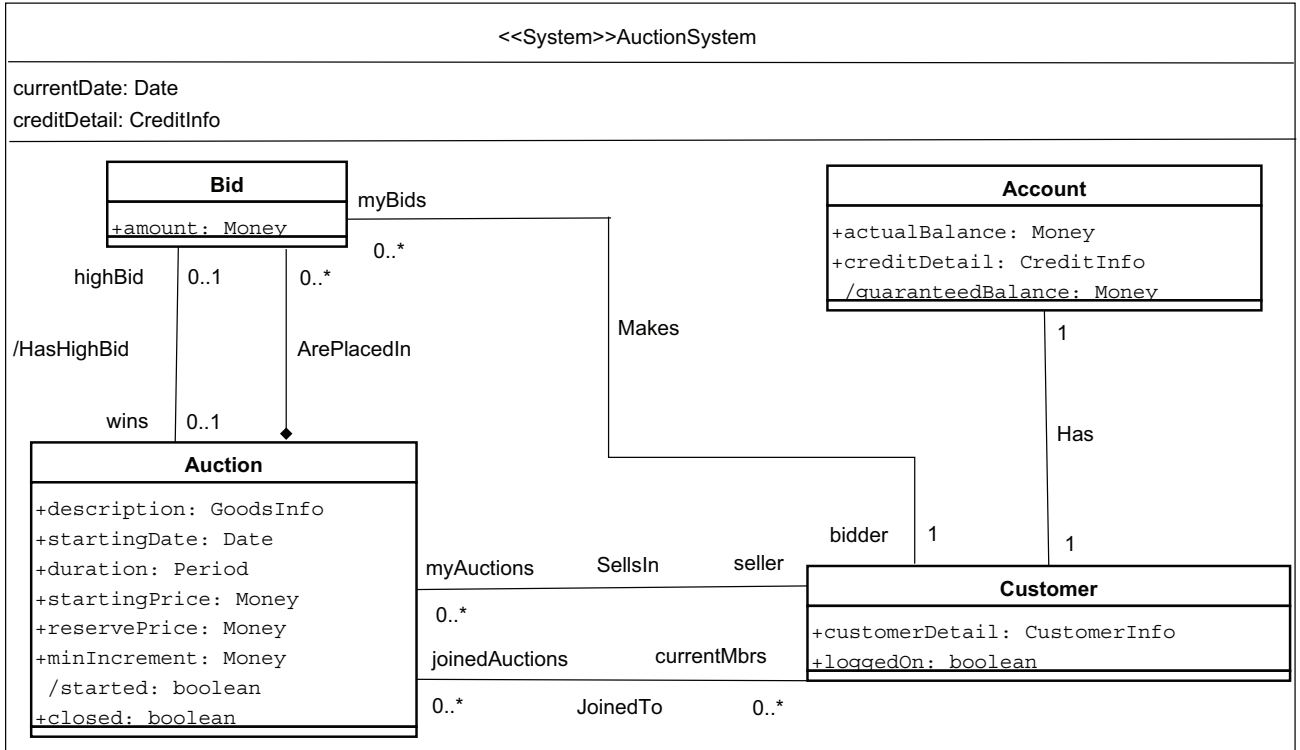 <<System>>AuctionSystem
currentDate: Date
creditDetail: CreditInfo
Bid
+amount: Money
myBids
0..*
Account
+actualBalance: Money
+creditDetail: CreditInfo
/guaranteedBalance: Money
highBid
0..1
0..*
/HasHighBid
ArePlacedIn
Makes
1
wins
0..1
Has
Auction
+description: GoodsInfo
+startingDate: Date
+duration: Period
+startingPrice: Money
+reservePrice: Money
+minIncrement: Money
/started: boolean
+closed: boolean
bidder
1
1
myAuctions
SellsIn
seller
0..*
joinedAuctions
currentMbrs
0..*
JoinedTo
0..*
Customer
+customerDetail: CustomerInfo
+loggedOn: boolean